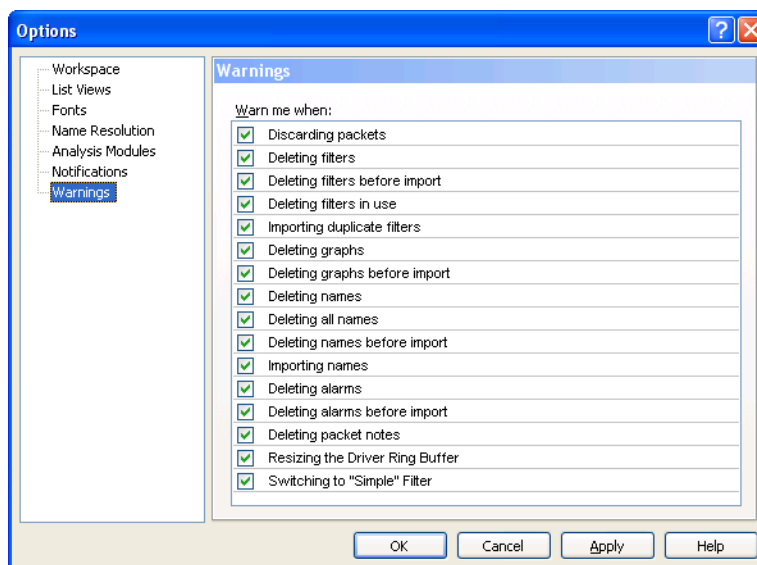 Options
Workspace
List Views
Fonts
Name Resolution
Analysis Modules
Notifications
Warnings
Warnings
Warn me when:
Discarding packets
Deleting filters
Deleting filters before import
Deleting filters in use
Importing duplicate filters
Deleting graphs
Deleting graphs before import
Deleting names
Deleting all names
Deleting names before import
Importing names
Deleting alarms
Deleting alarms before import
Deleting packet notes
Resizing the Driver Ring Buffer
Switching to "Simple" Filter
OK Cancel Apply Help